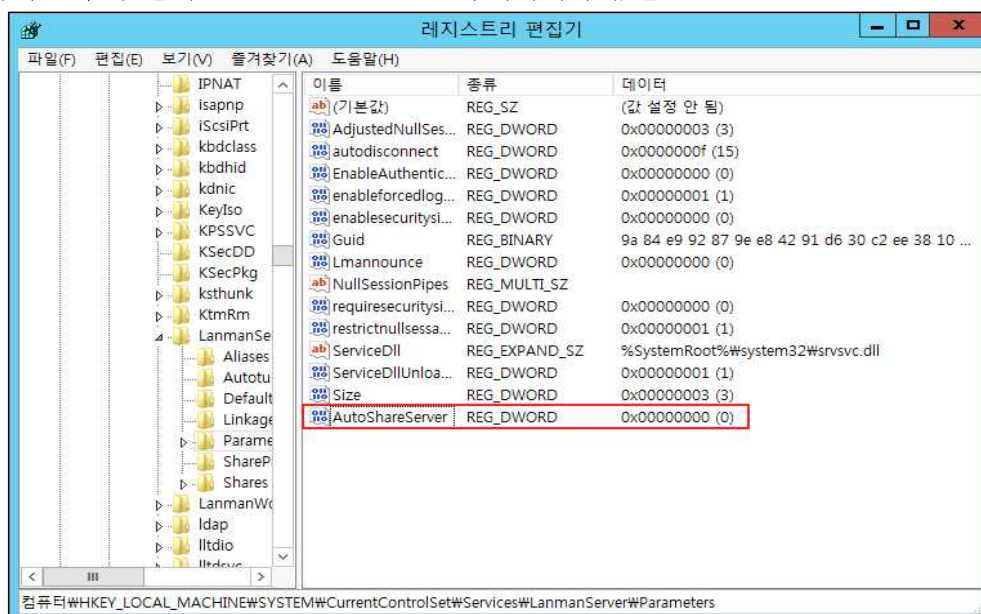 레지스트리 편집기
파일(F) 편집(E) 보기(V) 즐겨찾기(A) 도움말(H)
IPNAT
isapnp
iScsiPrt
kbdclass
kbdhid
kdnic
KeyIso
KPSSVC
KSecDD
KSecPkg
ksthunk
KtmRm
LanmanSe
Aliases
Autotu
Default
Linkage
Parame
ShareP
Shares
LanmanWo
ldap
lltdio
이름 종류 데이터
(기본값) REG_SZ (값 설정 안 됨)
AdjustedNullSes... REG_DWORD 0x00000003 (3)
autodisconnect REG_DWORD 0x0000000f (15)
EnableAuthentic... REG_DWORD 0x00000000 (0)
enableforcedlog... REG_DWORD 0x00000001 (1)
enablesecuritysi... REG_DWORD 0x00000000 (0)
Guid REG_BINARY 9a 84 e9 92 87 9e e8 42 91 d6 30 c2 ee 38 10 ...
Lmannounce REG_DWORD 0x00000000 (0)
NullSessionPipes REG_MULTI_SZ
requiresecuritysi... REG_DWORD 0x00000000 (0)
restrictnullsessa... REG_DWORD 0x00000001 (1)
ServiceDll REG_EXPAND_SZ %SystemRoot%₩system32₩srvsvc.dll
ServiceDllUnloa... REG_DWORD 0x00000001 (1)
Size REG_DWORD 0x00000003 (3)
AutoShareServer REG_DWORD 0x00000000 (0)
컴퓨터₩HKEY_LOCAL_MACHINE₩SYSTEM₩CurrentControlSet₩Services₩LanmanServer₩Parameters